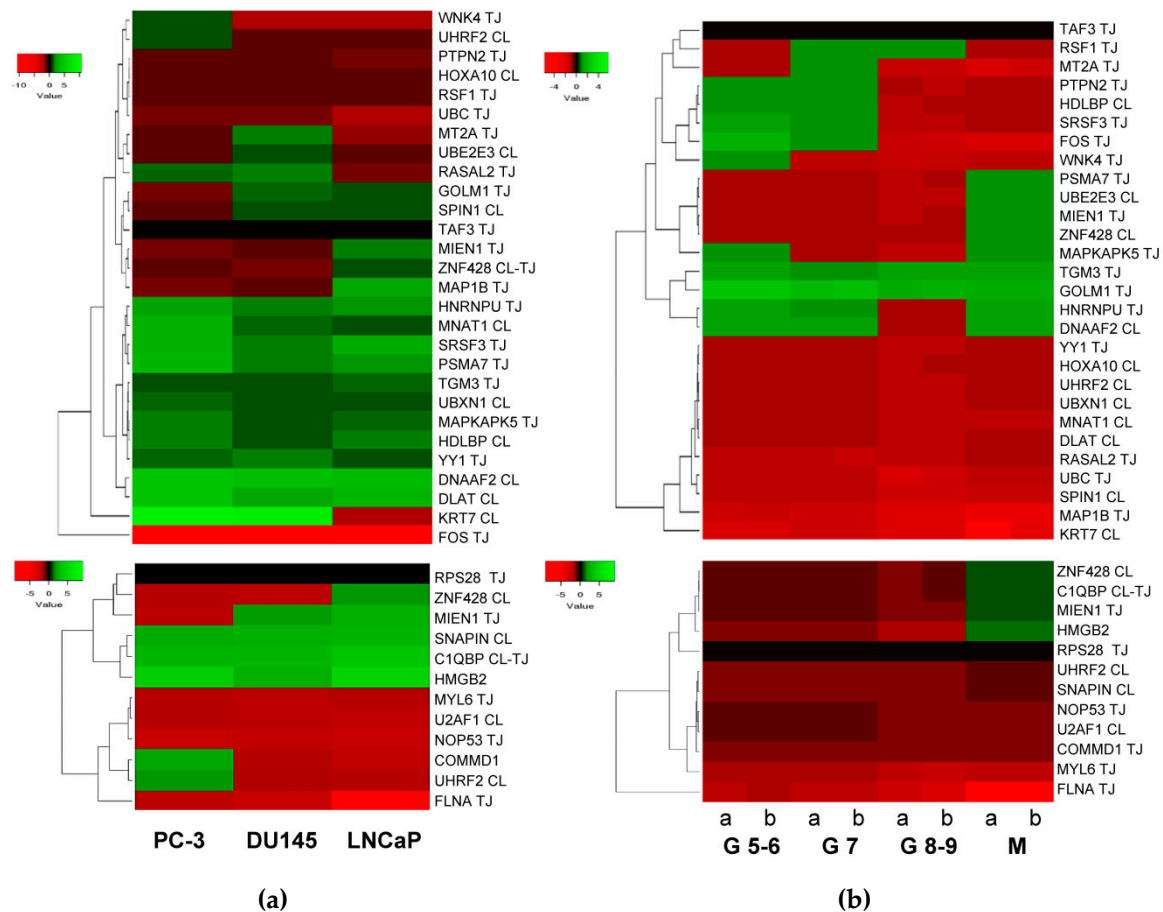 -10 0 5
Value
WNK4 TJ
UHRF2 CL
PTPN2 TJ
HOXA10 CL
RSF1 TJ
UBC TJ
MT2A TJ
UBE2E3 CL
RASAL2 TJ
GOLM1 TJ
SPIN1 CL
TAF3 TJ
MIEN1 TJ
ZNF428 CL-TJ
MAP1B TJ
HNRNPU TJ
MNAT1 CL
SRSF3 TJ
PSMA7 TJ
TGM3 TJ
UBXN1 CL
MAPKAPK5 TJ
HDLBP CL
YY1 TJ
DNAAF2 CL
DLAT CL
KRT7 CL
FOS TJ
-5 0 5
Value
RPS28 TJ
ZNF428 CL
MIEN1 TJ
SNAPIN CL
C1QBP CL-TJ
HMGB2
MYL6 TJ
U2AF1 CL
NOP53 TJ
COMMD1
UHRF2 CL
FLNA TJ
PC-3 DU145 LNCaP
(a)
-4 0 4
Value
TAF3 TJ
RSF1 TJ
MT2A TJ
PTPN2 TJ
HDLBP CL
SRSF3 TJ
FOS TJ
WNK4 TJ
PSMA7 TJ
UBE2E3 CL
MIEN1 TJ
ZNF428 CL
MAPKAPK5 TJ
TGM3 TJ
GOLM1 TJ
HNRNPU TJ
DNAAF2 CL
YY1 TJ
HOXA10 CL
UHRF2 CL
UBXN1 CL
MNAT1 CL
DLAT CL
RASAL2 TJ
UBC TJ
SPIN1 CL
MAP1B TJ
KRT7 CL
-5 0 5
Value
ZNF428 CL
C1QBP CL-TJ
MIEN1 TJ
HMGB2
RPS28 TJ
UHRF2 CL
SNAPIN CL
NOP53 TJ
U2AF1 CL
COMMD1 TJ
MYL6 TJ
FLNA TJ
a b a b a b a b
G 5-6 G 7 G 8-9 M
(b)